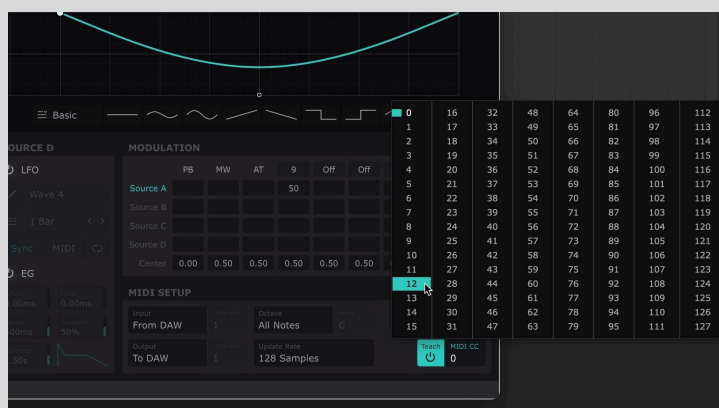 Basic
OURCE D
MODULATION
LFO
PB MW AT 9 Off Off
Wave 4
Source A 50
Source B
1 Bar
Source C
Sync MIDI
Source D
Center 0.00 0.50 0.50 0.50 0.50 0.50
EG
MIDI SETUP
.00ms 0.00ms
Input Octave
From DAW 1 All Notes C
00ms 50%
Output Update Rate
To DAW 1 128 Samples
50s
Teach MIDI CC
0
0 16 32 48 64 80 96 112
1 17 33 49 65 81 97 113
2 18 34 50 66 82 98 114
3 19 35 51 67 83 99 115
4 20 36 52 68 84 100 116
5 21 37 53 69 85 101 117
6 22 38 54 70 86 102 118
7 23 39 55 71 87 103 119
8 24 40 56 72 88 104 120
9 25 41 57 73 89 105 121
10 26 42 58 74 90 106 122
11 27 43 59 75 91 107 123
12 28 44 60 76 92 108 124
13 29 45 61 77 93 109 125
14 30 46 62 78 94 110 126
15 31 47 63 79 95 111 127